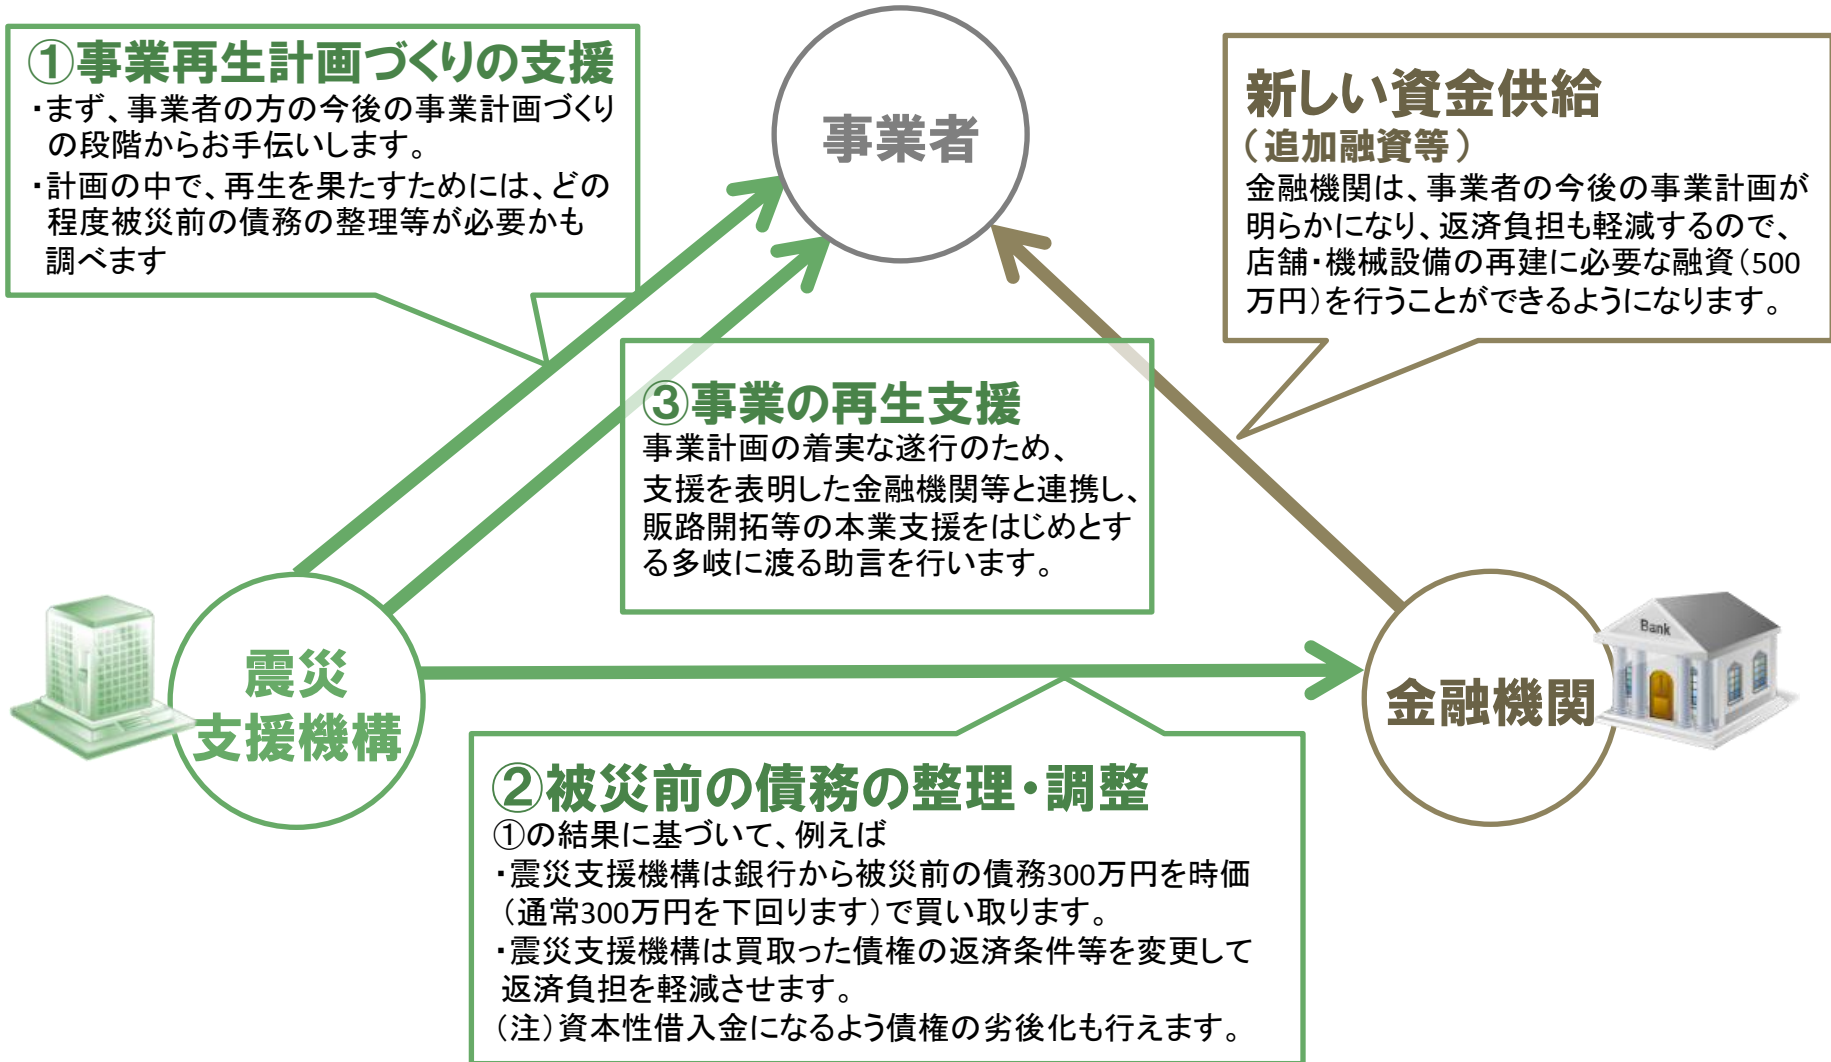 ①事業再生計画づくりの支援
・まず、事業者の方の今後の事業計画づくり
の段階からお手伝いします。
・計画の中で、再生を果たすためには、どの
程度被災前の債務の整理等が必要かも
調べます
事業者
新しい資金供給
（追加融資等）
金融機関は、事業者の今後の事業計画が
明らかになり、返済負担も軽減するので、
店舗・機械設備の再建に必要な融資（500
万円）を行うことができるようになります。
③事業の再生支援
事業計画の着実な遂行のため、
支援を表明した金融機関等と連携し、
販路開拓等の本業支援をはじめとす
る多岐に渡る助言を行います。
震災
支援機構
金融機関
Bank
②被災前の債務の整理・調整
①の結果に基づいて、例えば
・震災支援機構は銀行から被災前の債務300万円を時価
（通常300万円を下回ります）で買い取ります。
・震災支援機構は買取った債権の返済条件等を変更して
返済負担を軽減させます。
（注）資本性借入金になるよう債権の劣後化も行えます。